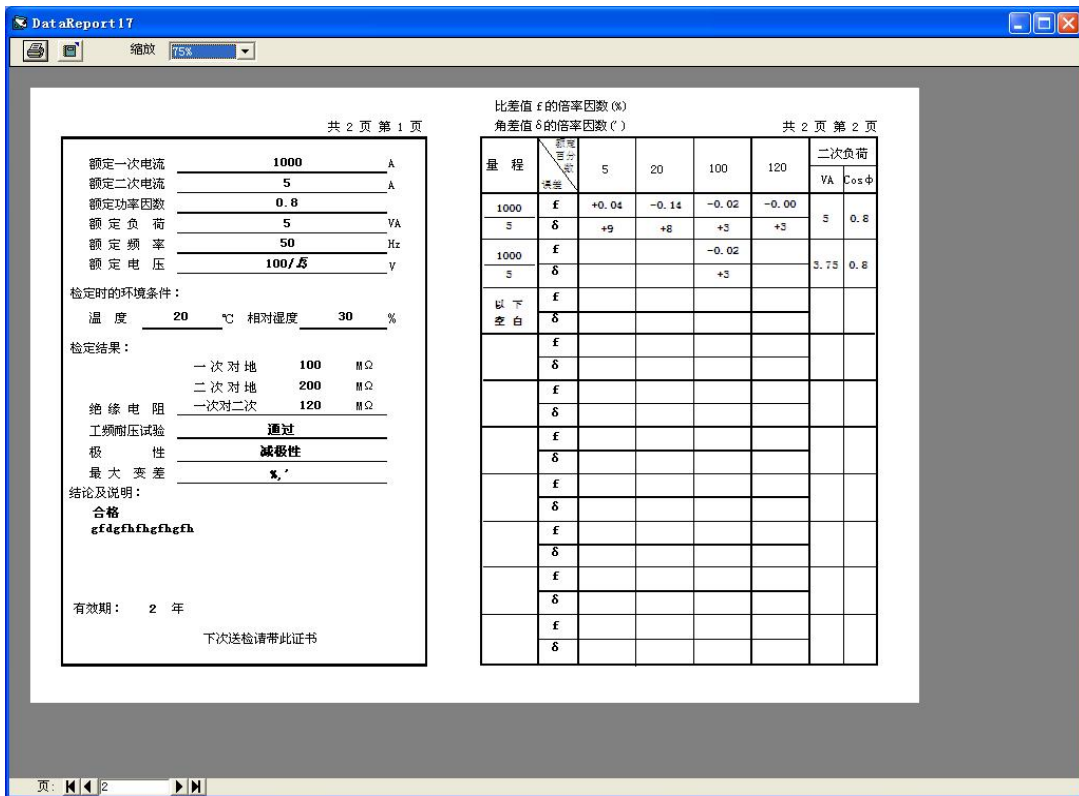 DataReport17
缩放 75%
共 2 页 第 1 页
额定一次电流 1000 A
额定二次电流 5 A
额定功率因数 0.8
额 定 负 荷 5 VA
额 定 频 率 50 Hz
额 定 电 压 100/√3 V
检定时的环境条件：
温 度 20 ℃ 相对湿度 30 %
检定结果：
一 次 对 地 100 MΩ
二 次 对 地 200 MΩ
绝 缘 电 阻 一次对二次 120 MΩ
工频耐压试验 通过
极 性 减极性
最 大 变 差 %,′
结论及说明：
合格
gfdgfhfhgfhgfh
有效期： 2 年
下次送检请带此证书
比差值 f 的倍率因数(%)
角差值 δ 的倍率因数(′) 共 2 页 第 2 页
量 程 额定百分数 误差 5 20 100 120 二次负荷
VA Cosφ
1000 f +0.04 -0.14 -0.02 -0.00
5 δ +9 +8 +3 +3 5 0.8
1000 f -0.02
5 δ +3 3.75 0.8
以 下 f
空 白 δ
f
δ
f
δ
f
δ
f
δ
f
δ
f
δ
f
δ
页: 2